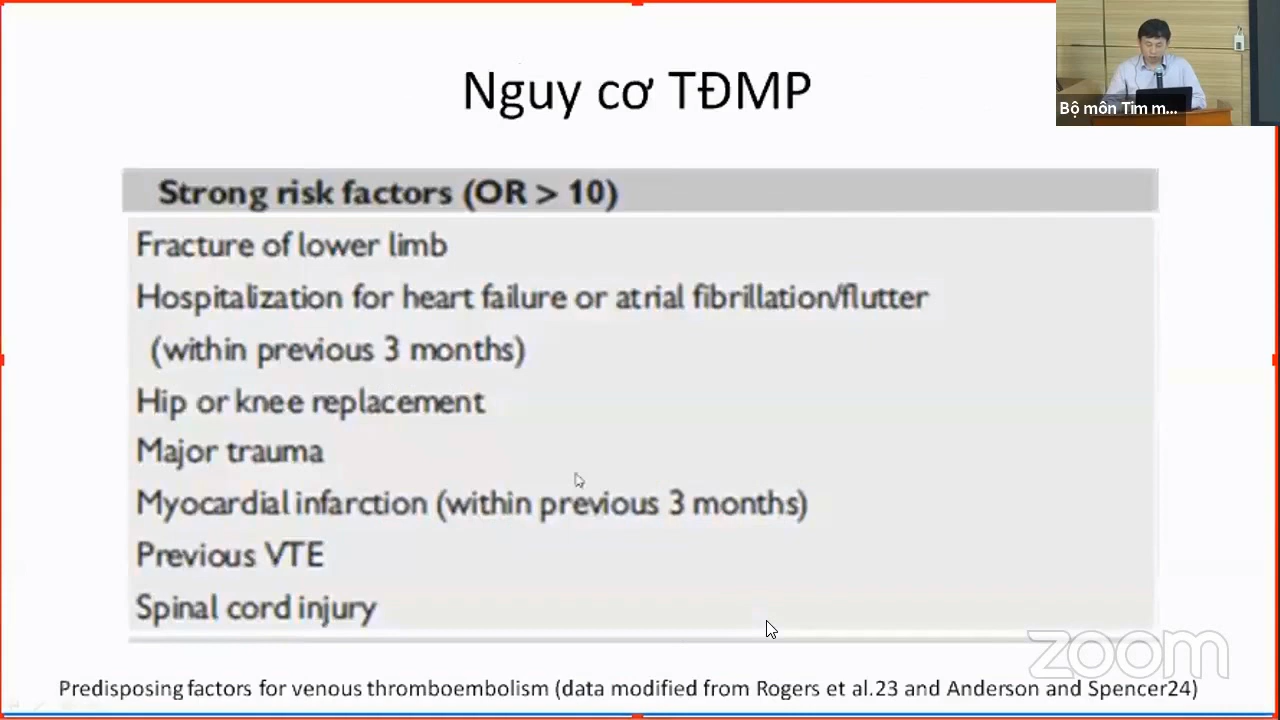 Nguy cơ TĐMP
Bộ môn Tim m...
Strong risk factors (OR > 10)
Fracture of lower limb
Hospitalization for heart failure or atrial fibrillation/flutter
(within previous 3 months)
Hip or knee replacement
Major trauma
Myocardial infarction (within previous 3 months)
Previous VTE
Spinal cord injury
zoom
Predisposing factors for venous thromboembolism (data modified from Rogers et al.23 and Anderson and Spencer24)